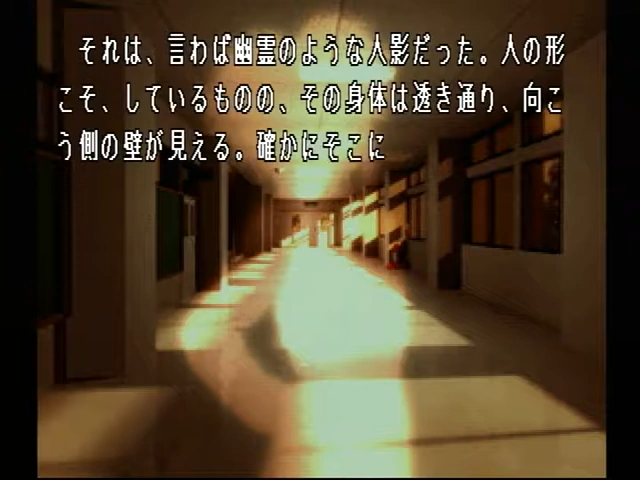 それは、言わば幽霊のような人影だった。人の形
こそ、しているものの、その身体は透き通り、向こ
う側の壁が見える。確かにそこに